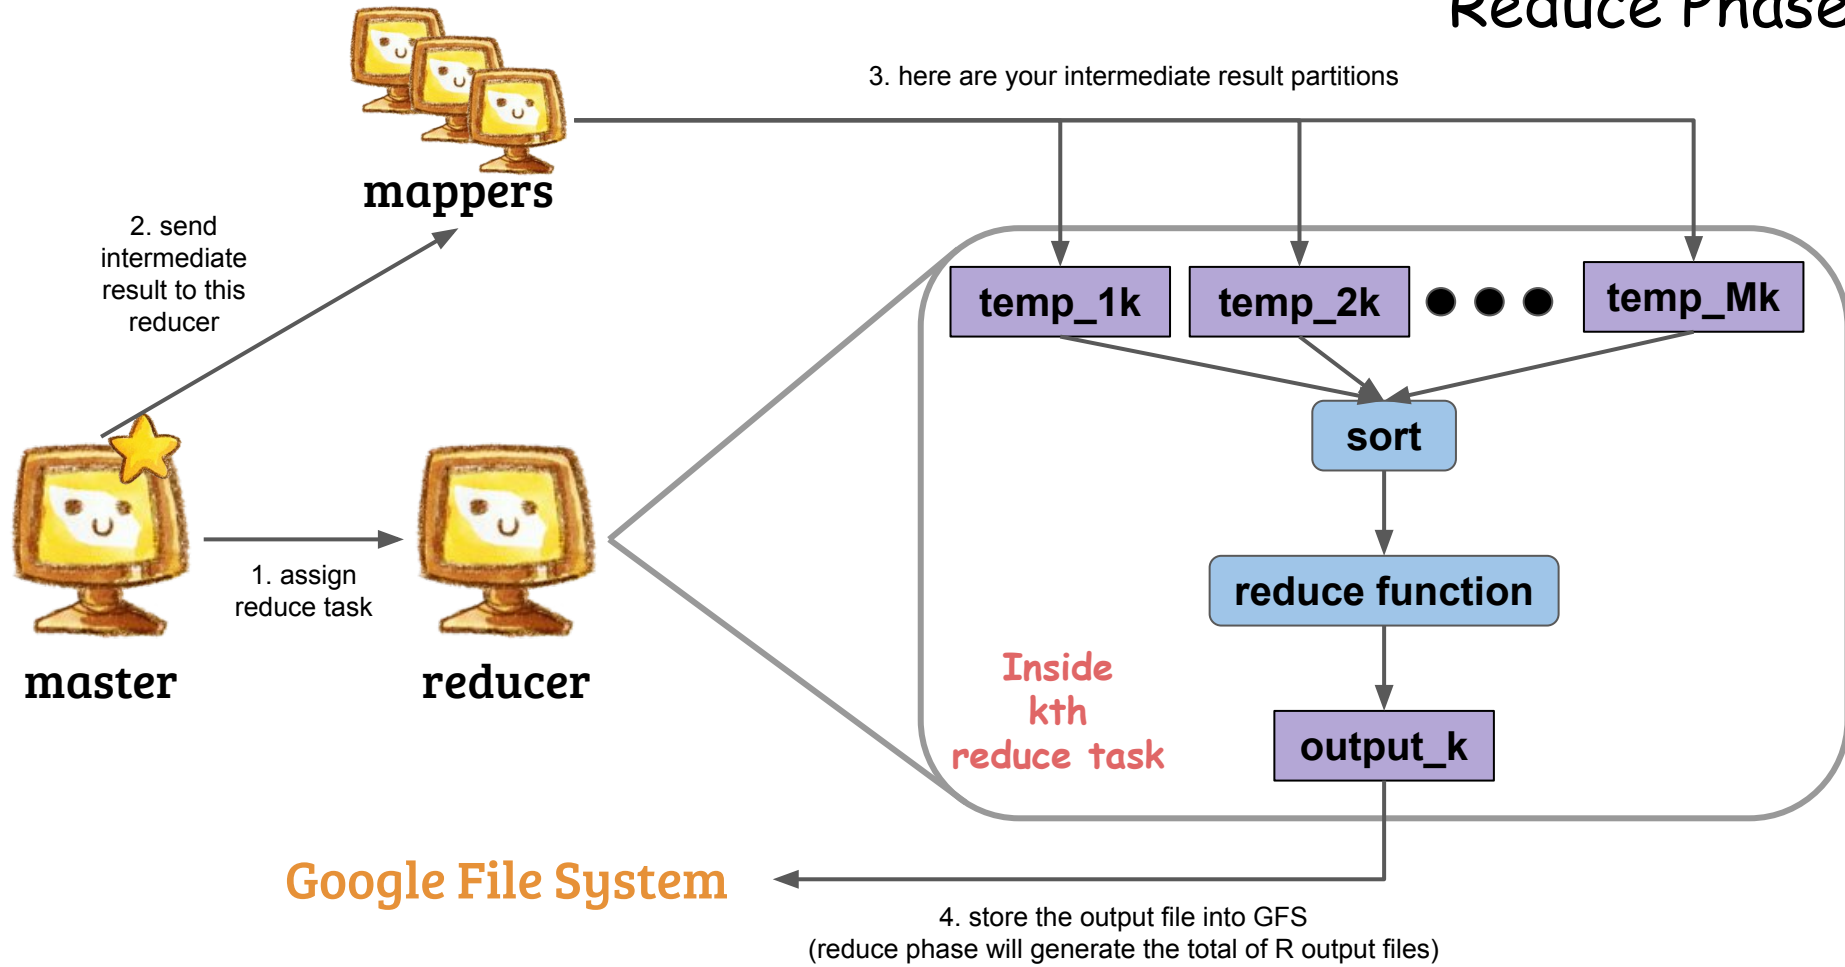 Reduce Phase
3. here are your intermediate result partitions
mappers
2. send
intermediate
result to this
reducer
temp_1k
temp_2k
temp_Mk
sort
1. assign
reduce task
reduce function
master
reducer
Inside
kth
reduce task
output_k
Google File System
4. store the output file into GFS
(reduce phase will generate the total of R output files)